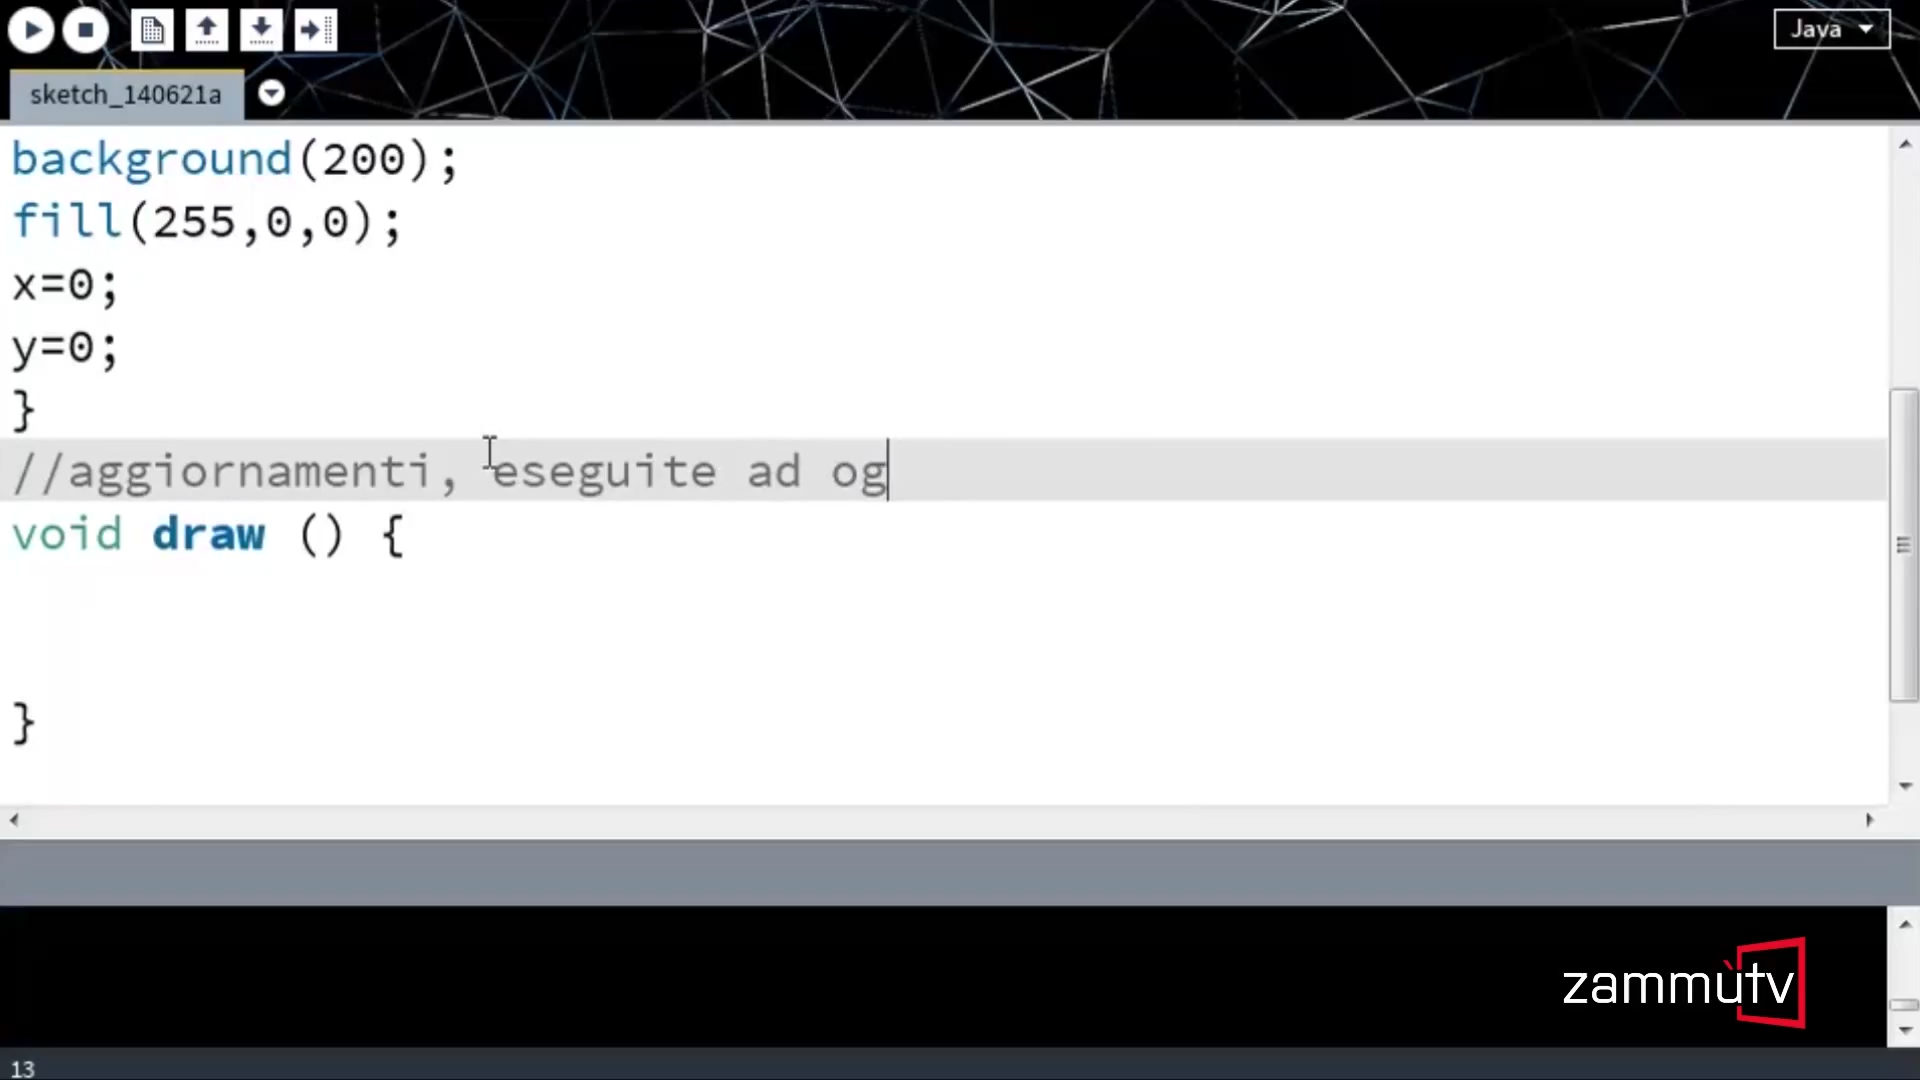 Java
sketch_140621a
background(200);
fill(255,0,0);
x=0;
y=0;
}
//aggiornamenti, eseguite ad og
void draw () {
}
zammùtv
13